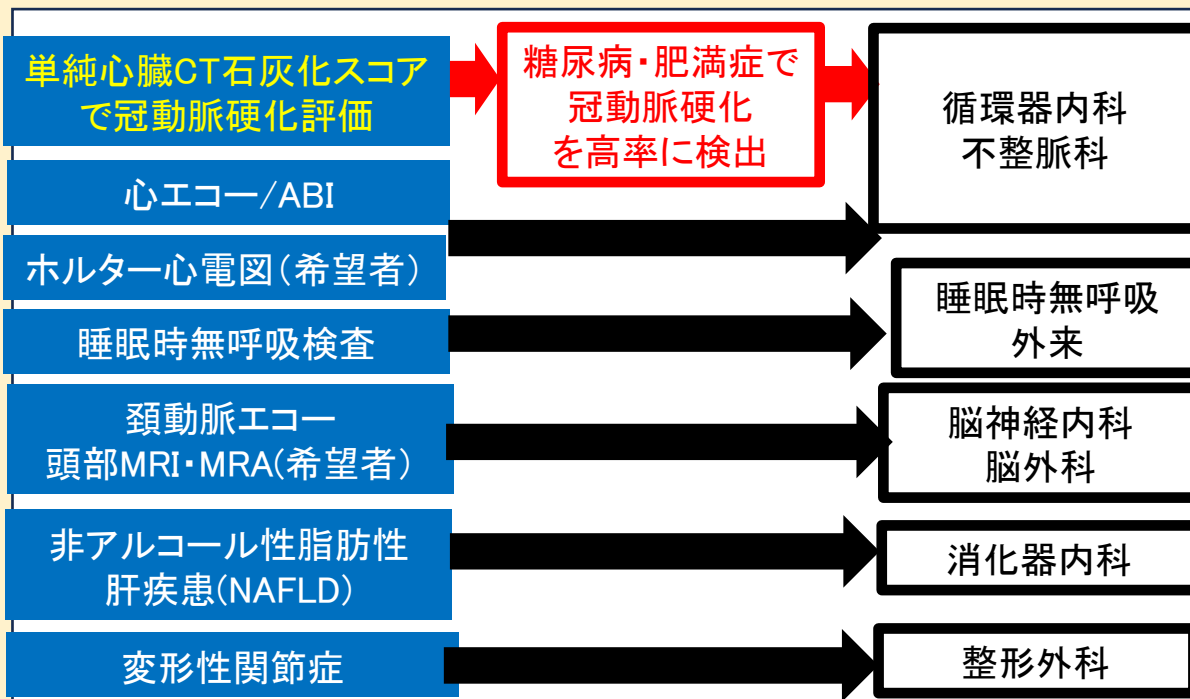 単純心臓CT石灰化スコア
で冠動脈硬化評価
糖尿病・肥満症で
冠動脈硬化
を高率に検出
循環器内科
不整脈科
心エコー/ABI
ホルター心電図(希望者)
睡眠時無呼吸検査
睡眠時無呼吸
外来
頚動脈エコー
頭部MRI・MRA(希望者)
脳神経内科
脳外科
非アルコール性脂肪性
肝疾患(NAFLD)
消化器内科
変形性関節症
整形外科